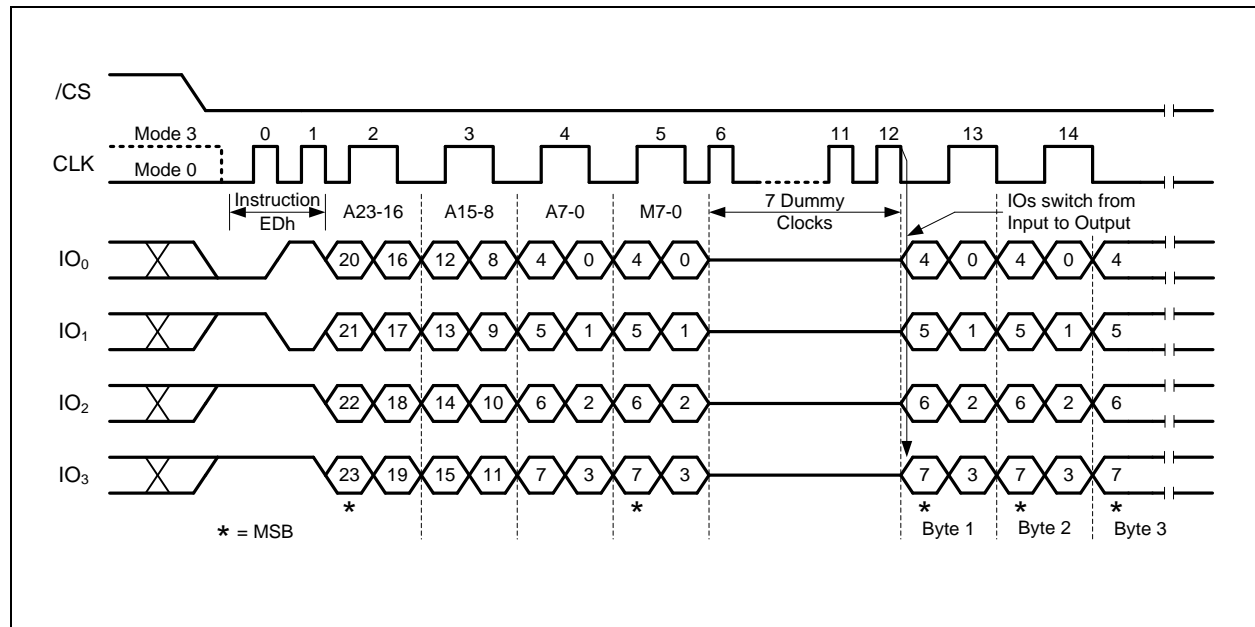 /CS
Mode 3 0 1 2 3 4 5 6 11 12 13 14
CLK Mode 0
Instruction EDh A23-16 A15-8 A7-0 M7-0 7 Dummy Clocks IOs switch from Input to Output
IO₀ 20 16 12 8 4 0 4 0 4 0 4 0 4
IO₁ 21 17 13 9 5 1 5 1 5 1 5 1 5
IO₂ 22 18 14 10 6 2 6 2 6 2 6 2 6
IO₃ 23 19 15 11 7 3 7 3 7 3 7 3 7
* * * * *
* = MSB Byte 1 Byte 2 Byte 3